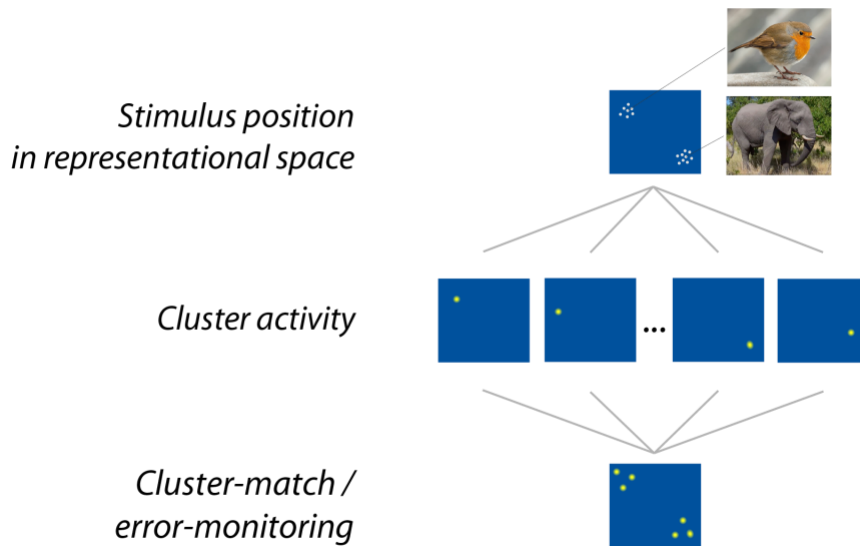 Stimulus position
in representational space
Cluster activity
...
Cluster-match /
error-monitoring